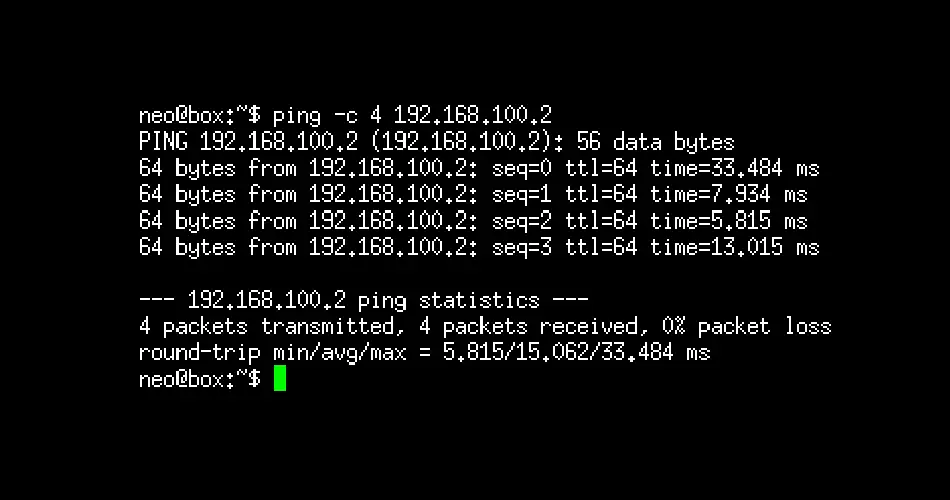 neo@box:~$ ping -c 4 192.168.100.2
PING 192.168.100.2 (192.168.100.2): 56 data bytes
64 bytes from 192.168.100.2: seq=0 ttl=64 time=33.484 ms
64 bytes from 192.168.100.2: seq=1 ttl=64 time=7.934 ms
64 bytes from 192.168.100.2: seq=2 ttl=64 time=5.815 ms
64 bytes from 192.168.100.2: seq=3 ttl=64 time=13.015 ms
--- 192.168.100.2 ping statistics ---
4 packets transmitted, 4 packets received, 0% packet loss
round-trip min/avg/max = 5.815/15.062/33.484 ms
neo@box:~$